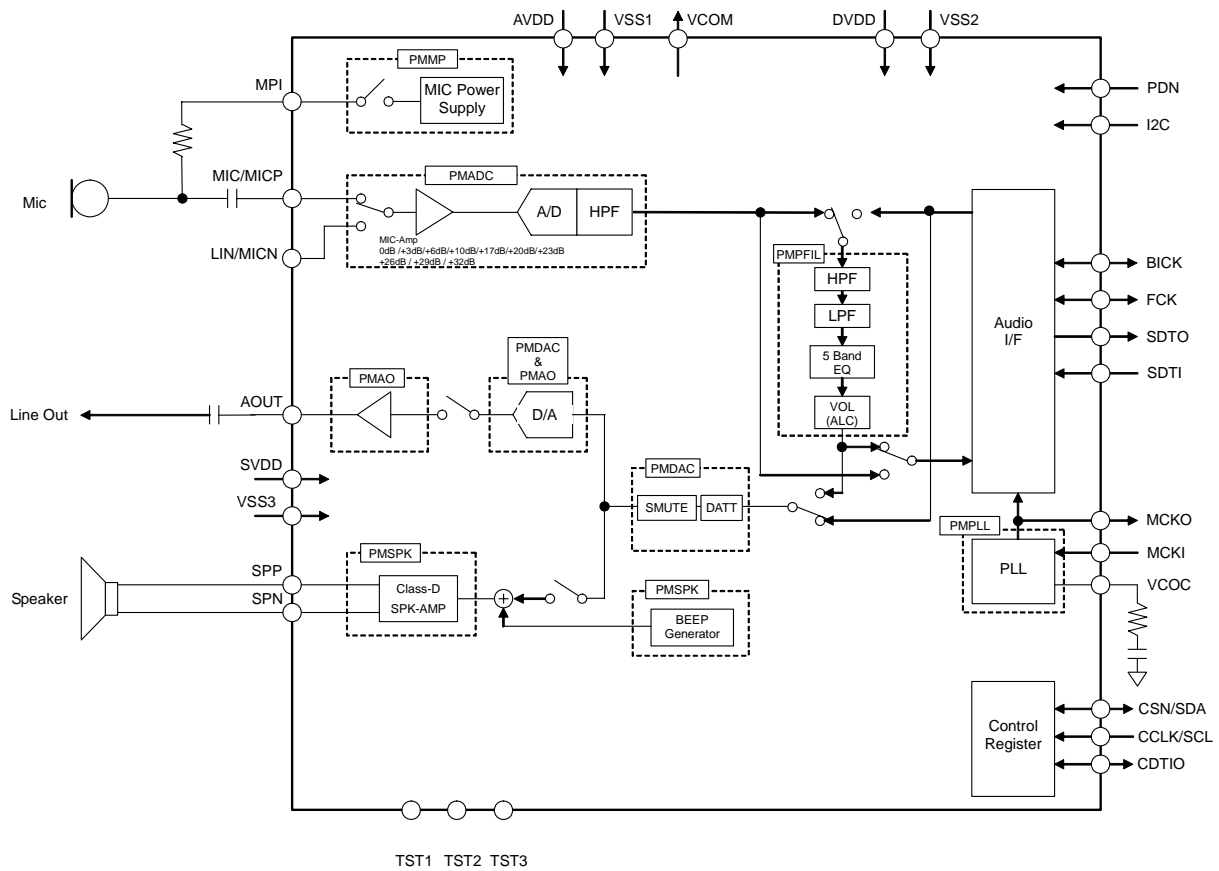 AVDD
VSS1
VCOM
DVDD
VSS2
PMMP
MPI
MIC Power
Supply
PDN
I2C
MIC/MICP
PMADC
Mic
A/D
HPF
MIC-Amp
0dB /+3dB/+6dB/+10dB/+17dB/+20dB/+23dB
+26dB / +29dB / +32dB
LIN/MICN
PMPFIL
HPF
LPF
5 Band
EQ
VOL
(ALC)
Audio
I/F
BICK
FCK
SDTO
SDTI
PMDAC
&
PMAO
PMAO
D/A
AOUT
Line Out
SVDD
VSS3
PMDAC
SMUTE
DATT
MCKO
PMPLL
MCKI
PLL
VCOC
PMSPK
SPP
Speaker
SPN
Class-D
SPK-AMP
+
PMSPK
BEEP
Generator
Control
Register
CSN/SDA
CCLK/SCL
CDTIO
TST1
TST2
TST3